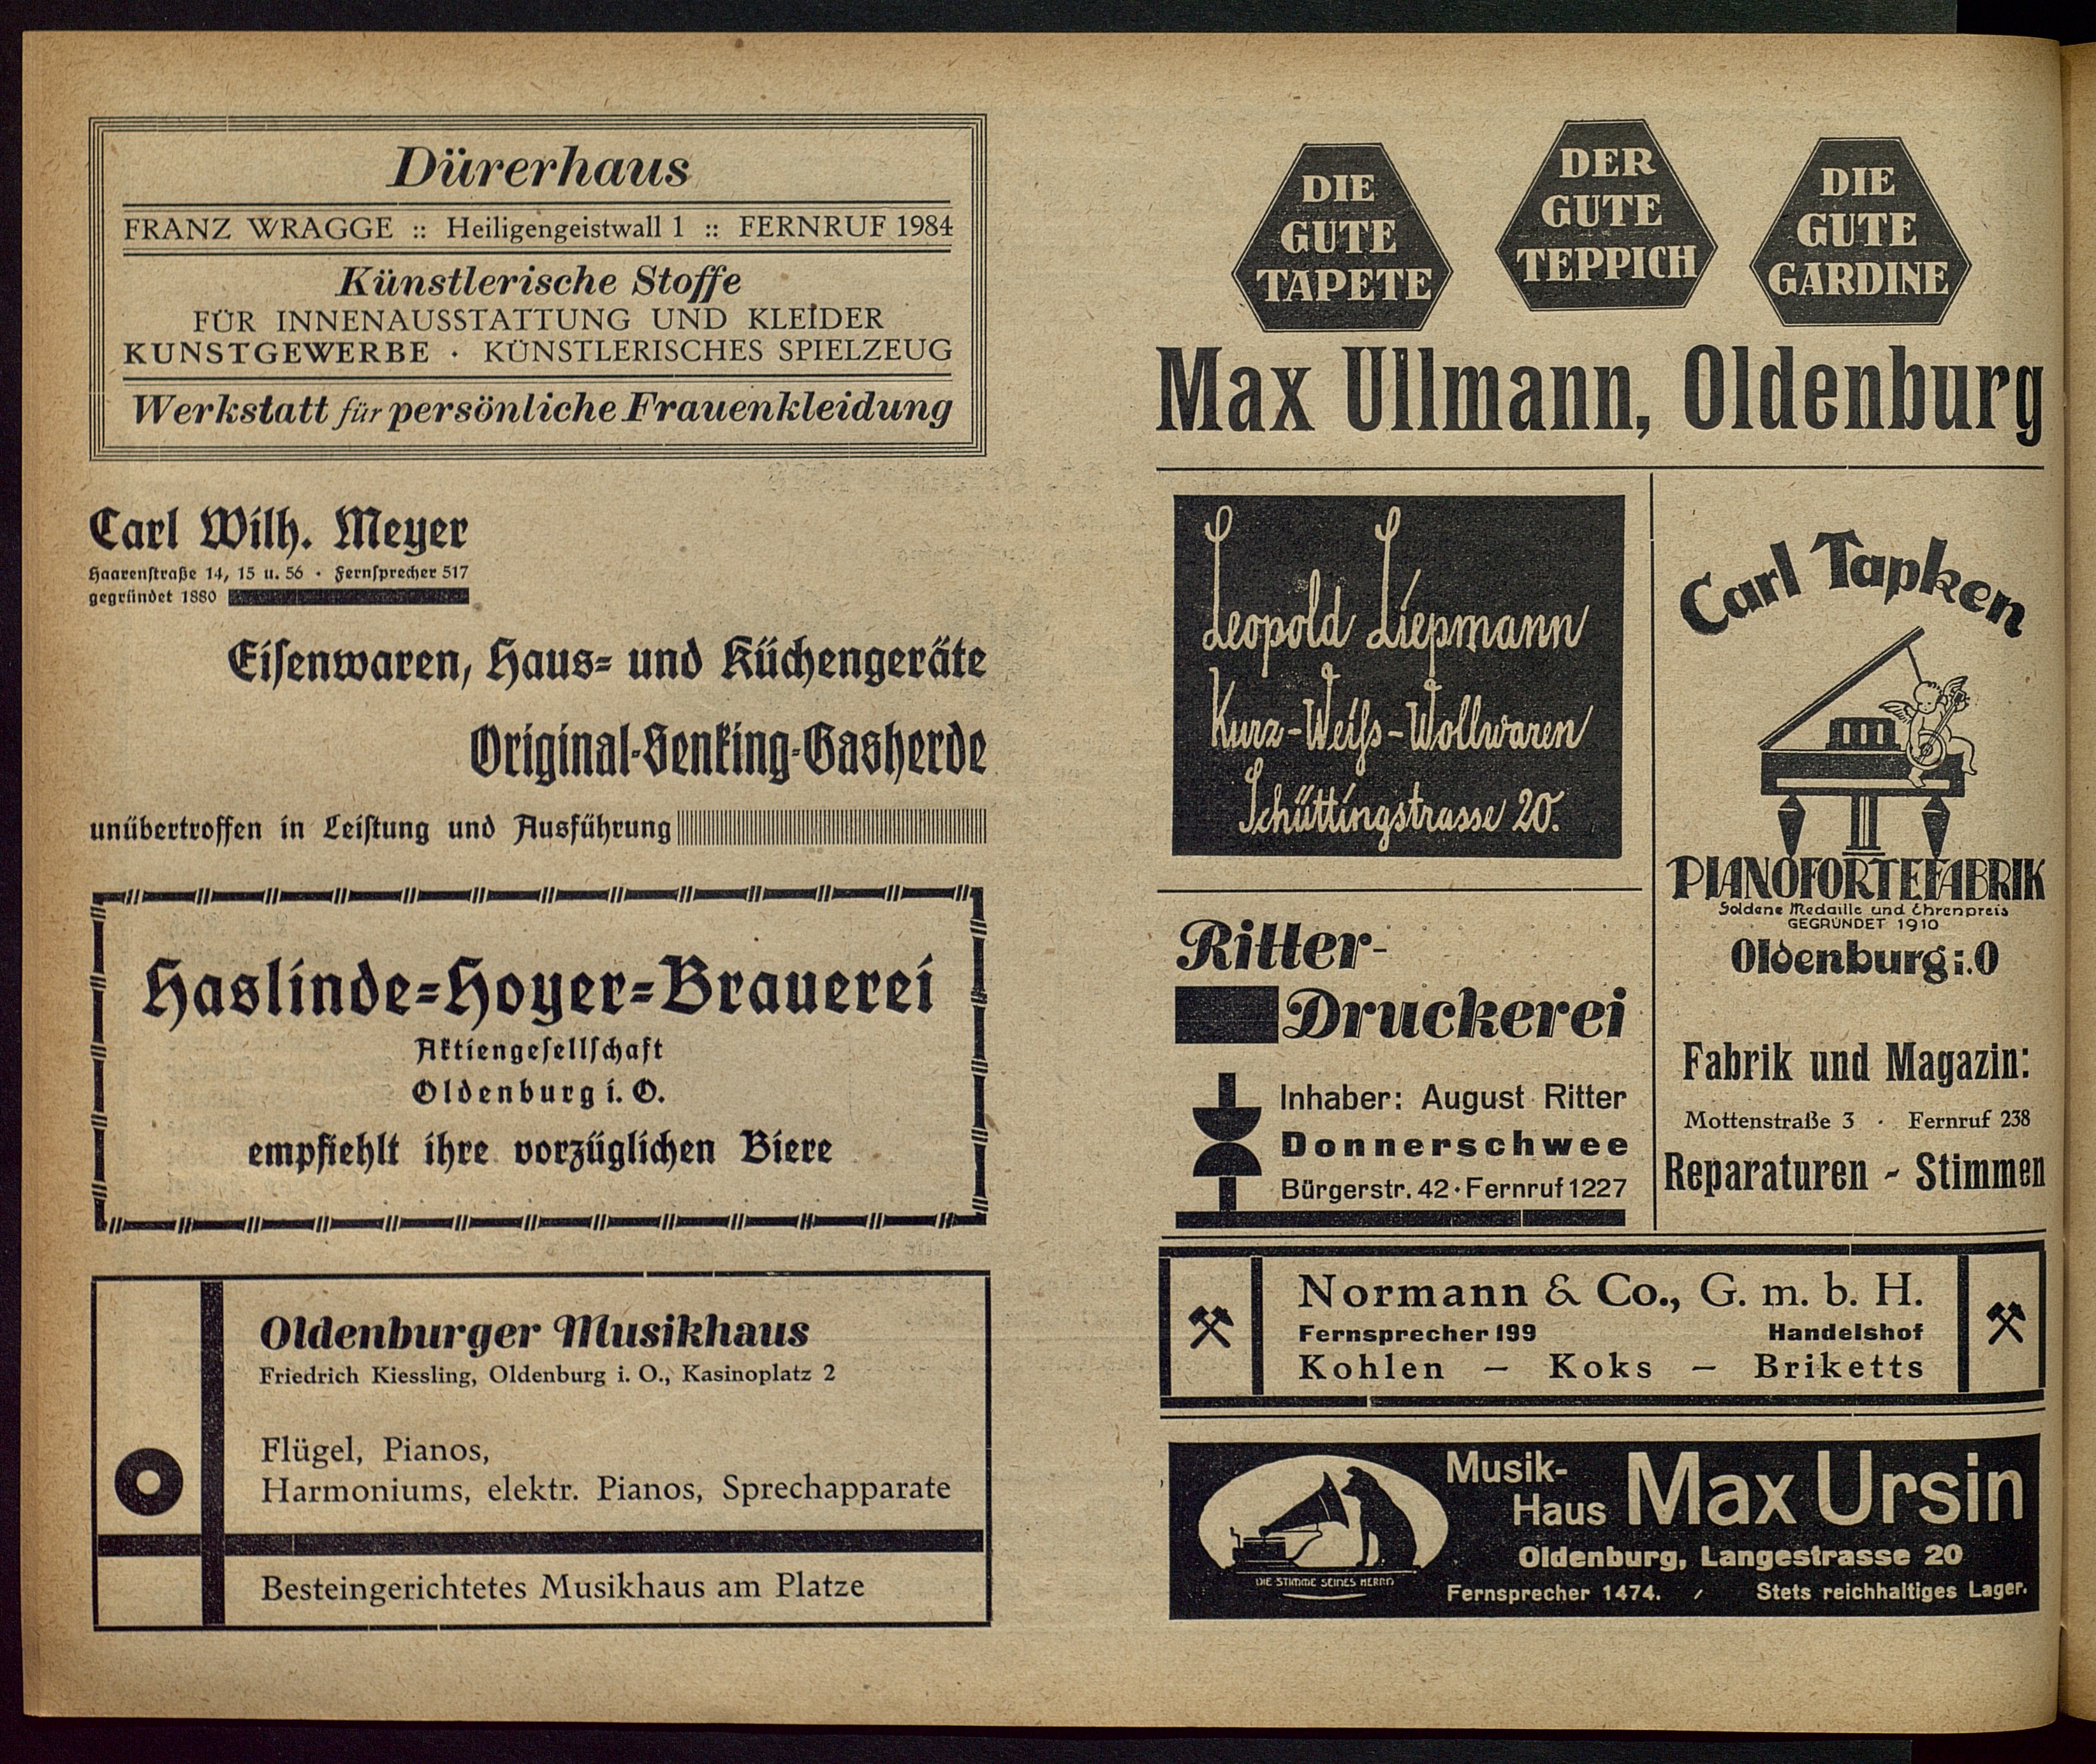 Dürerhaus
FRANZ WRAGGE :: Heiligengeistwall 1 :: FERNRUF 1984
Künstlerische Stoffe
FÜR INNENAUSSTATTUNG UND KLEIDER
KUNSTGEWERBE · KÜNSTLERISCHES SPIELZEUG
Werkstatt für persönliche Frauenkleidung
Carl Wilh. Meyer
Haarenſtraße 14, 15 u. 56 · Fernſprecher 517
gegründet 1880
Eiſenwaren, Haus- und Küchengeräte
Original-Senking-Gasherde
unübertroffen in Leiſtung und Ausführung
Haslinde-Hoyer-Brauerei
Aktiengeſellſchaft
Oldenburg i. O.
empfiehlt ihre vorzüglichen Biere
Oldenburger Musikhaus
Friedrich Kiessling, Oldenburg i. O., Kasinoplatz 2
Flügel, Pianos,
Harmoniums, elektr. Pianos, Sprechapparate
Besteingerichtetes Musikhaus am Platze
DIE
GUTE
TAPETE
DER
GUTE
TEPPICH
DIE
GUTE
GARDINE
Max Ullmann, Oldenburg
Leopold Liepmann
Kurz-Weiſs-Wollwaren
Schüttingstrasse 20.
Ritter-
Druckerei
Inhaber: August Ritter
Donnerschwee
Bürgerstr. 42 · Fernruf 1227
Carl Tapken
PIANOFORTEFABRIK
Goldene Medaille und Ehrenpreis
GEGRÜNDET 1910
Oldenburg i. O
Fabrik und Magazin:
Mottenstraße 3 · Fernruf 238
Reparaturen - Stimmen
Normann & Co., G. m. b. H.
Fernsprecher 199 Handelshof
Kohlen – Koks – Briketts
Musik-
Haus Max Ursin
Oldenburg, Langestrasse 20
DIE STIMME SEINES HERRN
Fernsprecher 1474. / Stets reichhaltiges Lager.